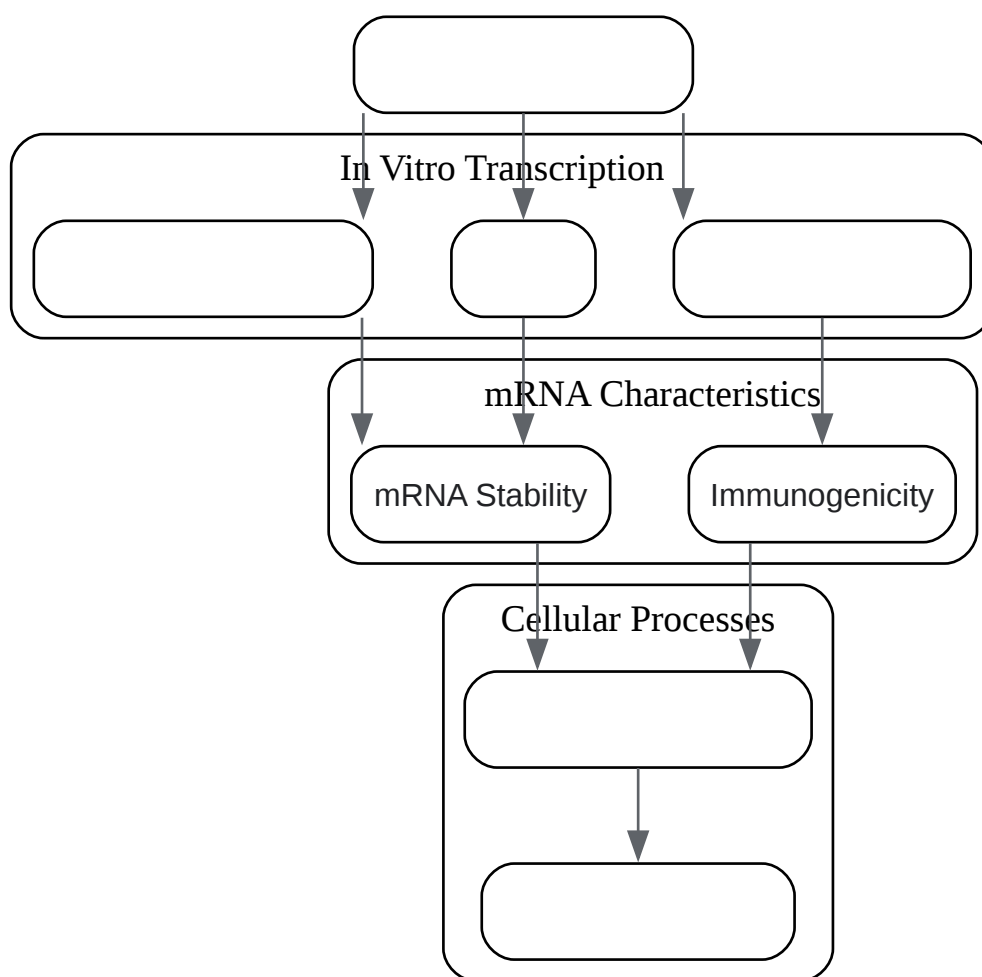 In Vitro Transcription
mRNA Characteristics
mRNA Stability
Immunogenicity
Cellular Processes